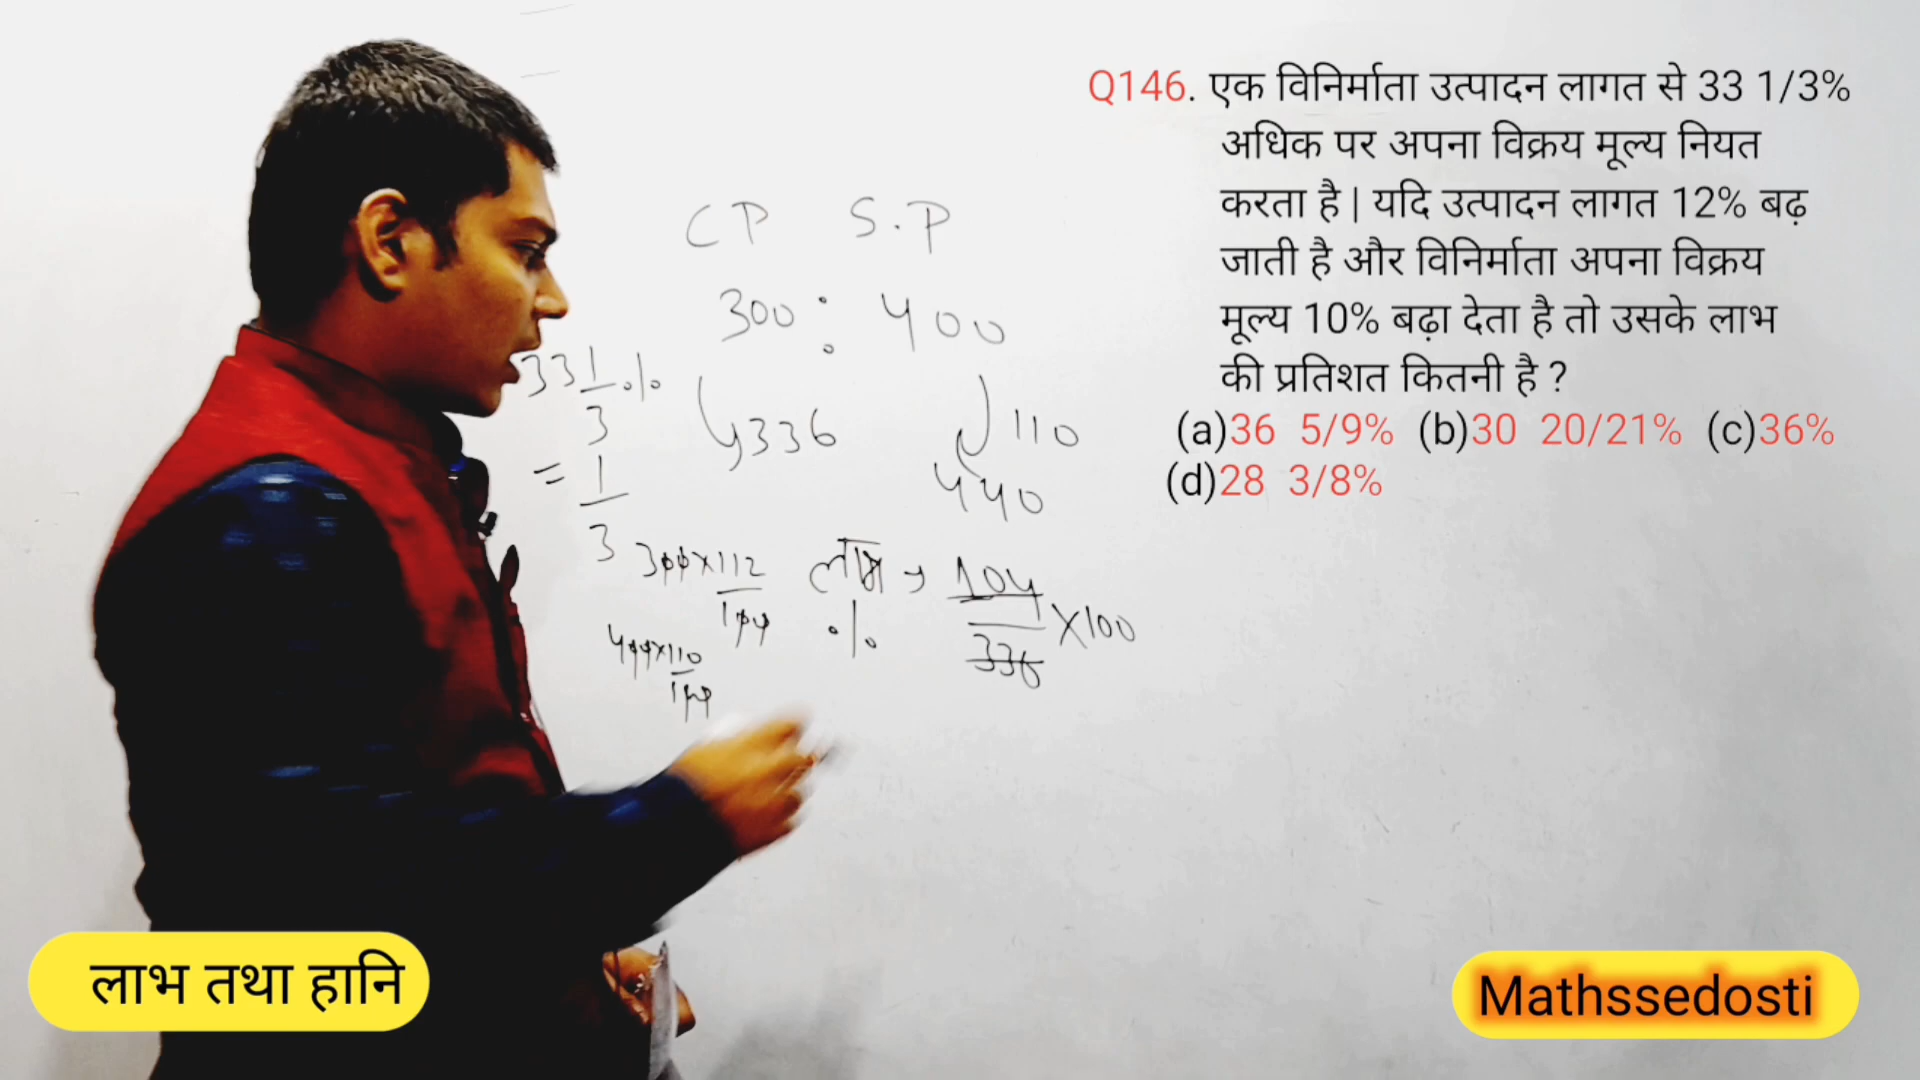 Q146. एक विनिर्माता उत्पादन लागत से 33 1/3%
अधिक पर अपना विक्रय मूल्य नियत
करता है | यदि उत्पादन लागत 12% बढ़
जाती है और विनिर्माता अपना विक्रय
मूल्य 10% बढ़ा देता है तो उसके लाभ
की प्रतिशत कितनी है ?
(a)36 5/9% (b)30 20/21% (c)36%
(d)28 3/8%
CP S.P
300 : 400
33 1/3 %
336 110
= 1/3
440
300×112/100
लाभ % → 104/336 ×100
400×110/100
लाभ तथा हानि
Mathssedosti